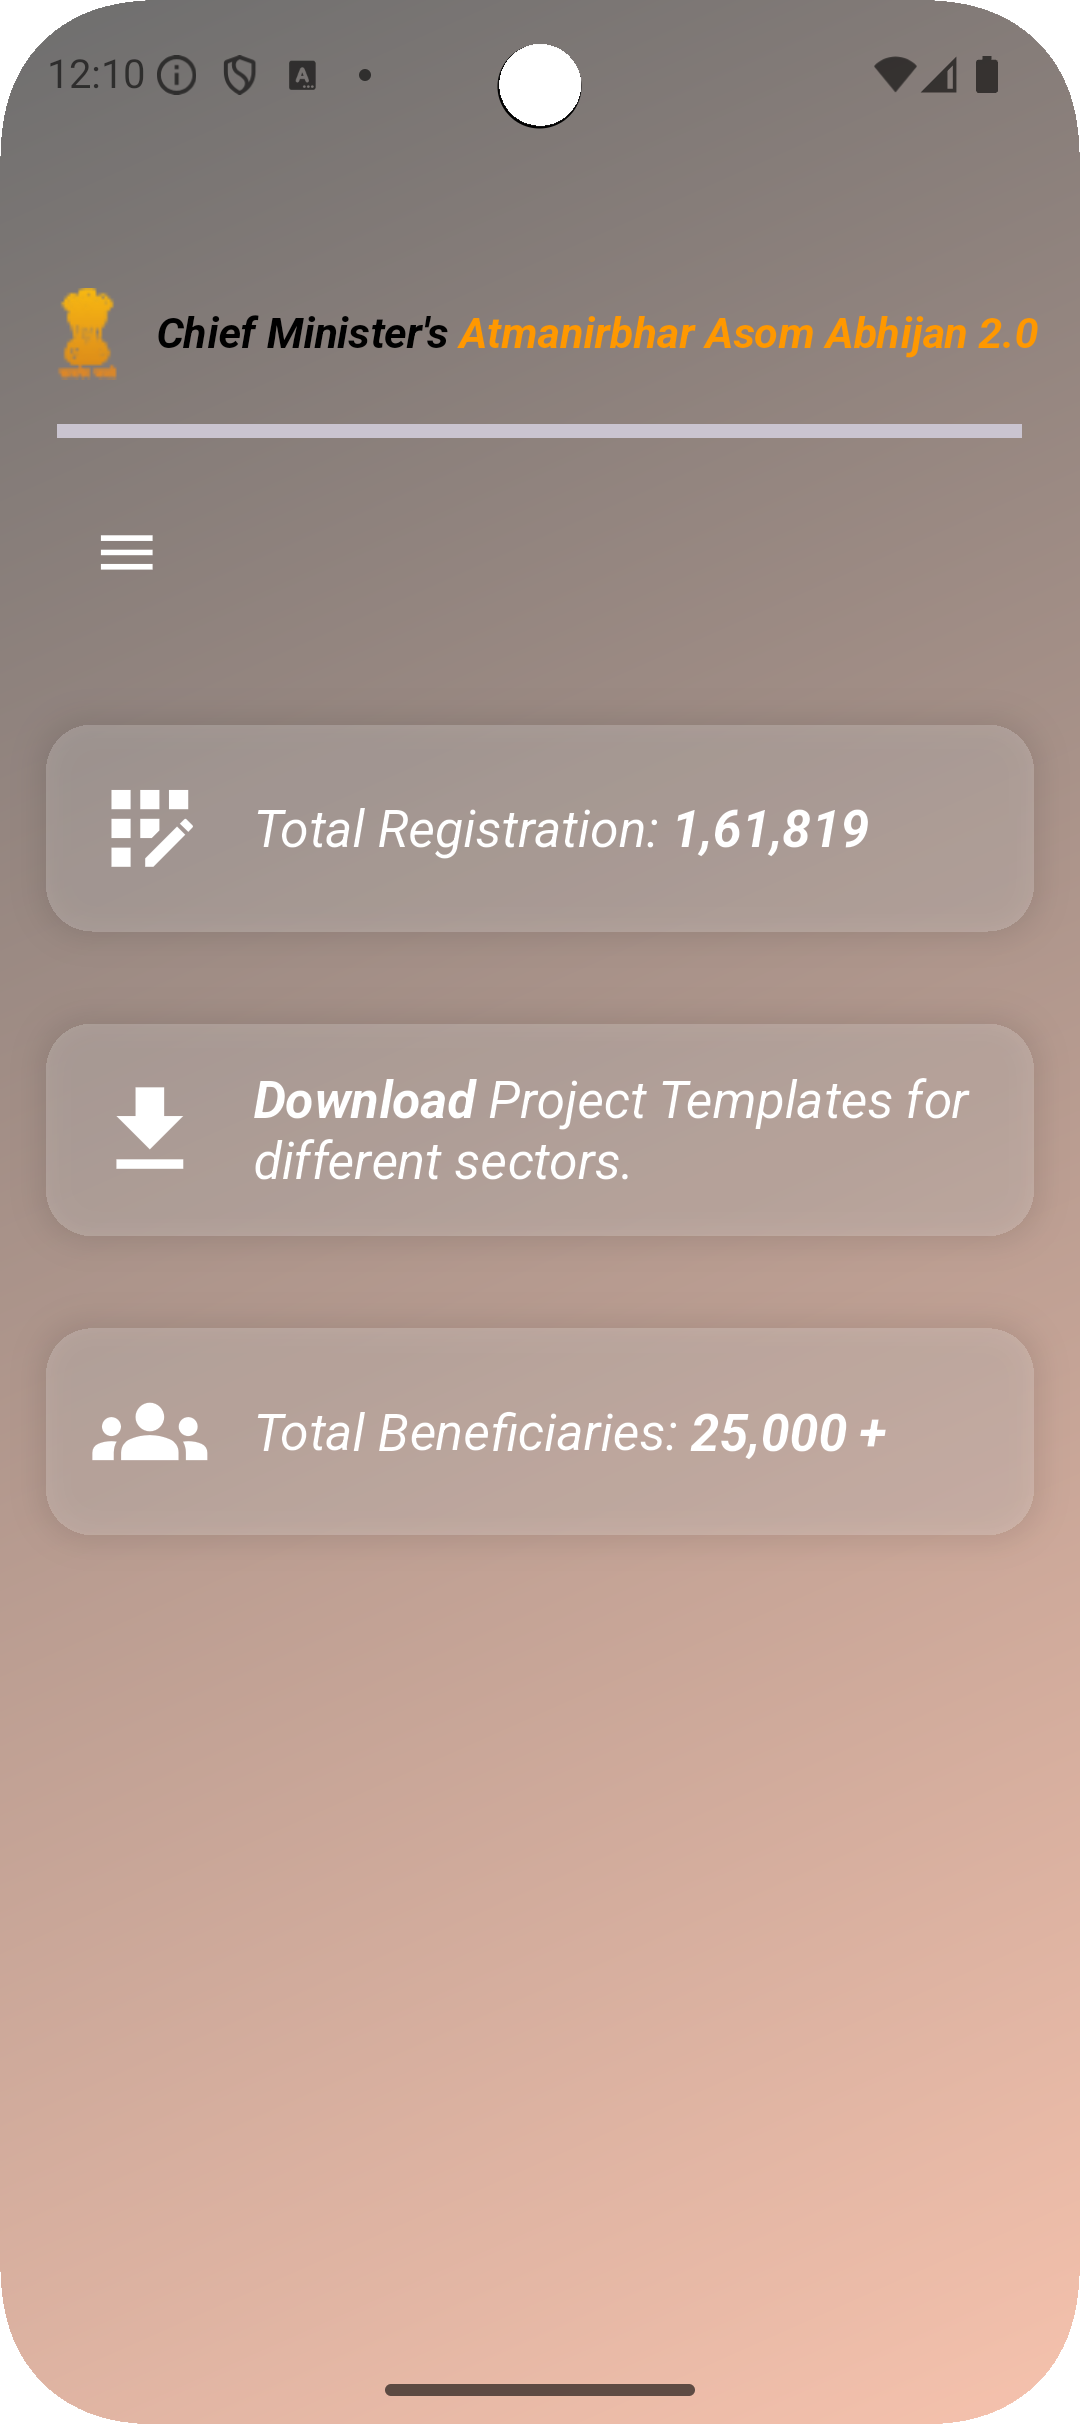 12:10
Chief Minister's Atmanirbhar Asom Abhijan 2.0
Total Registration: 1,61,819
Download Project Templates for
different sectors.
Total Beneficiaries: 25,000 +